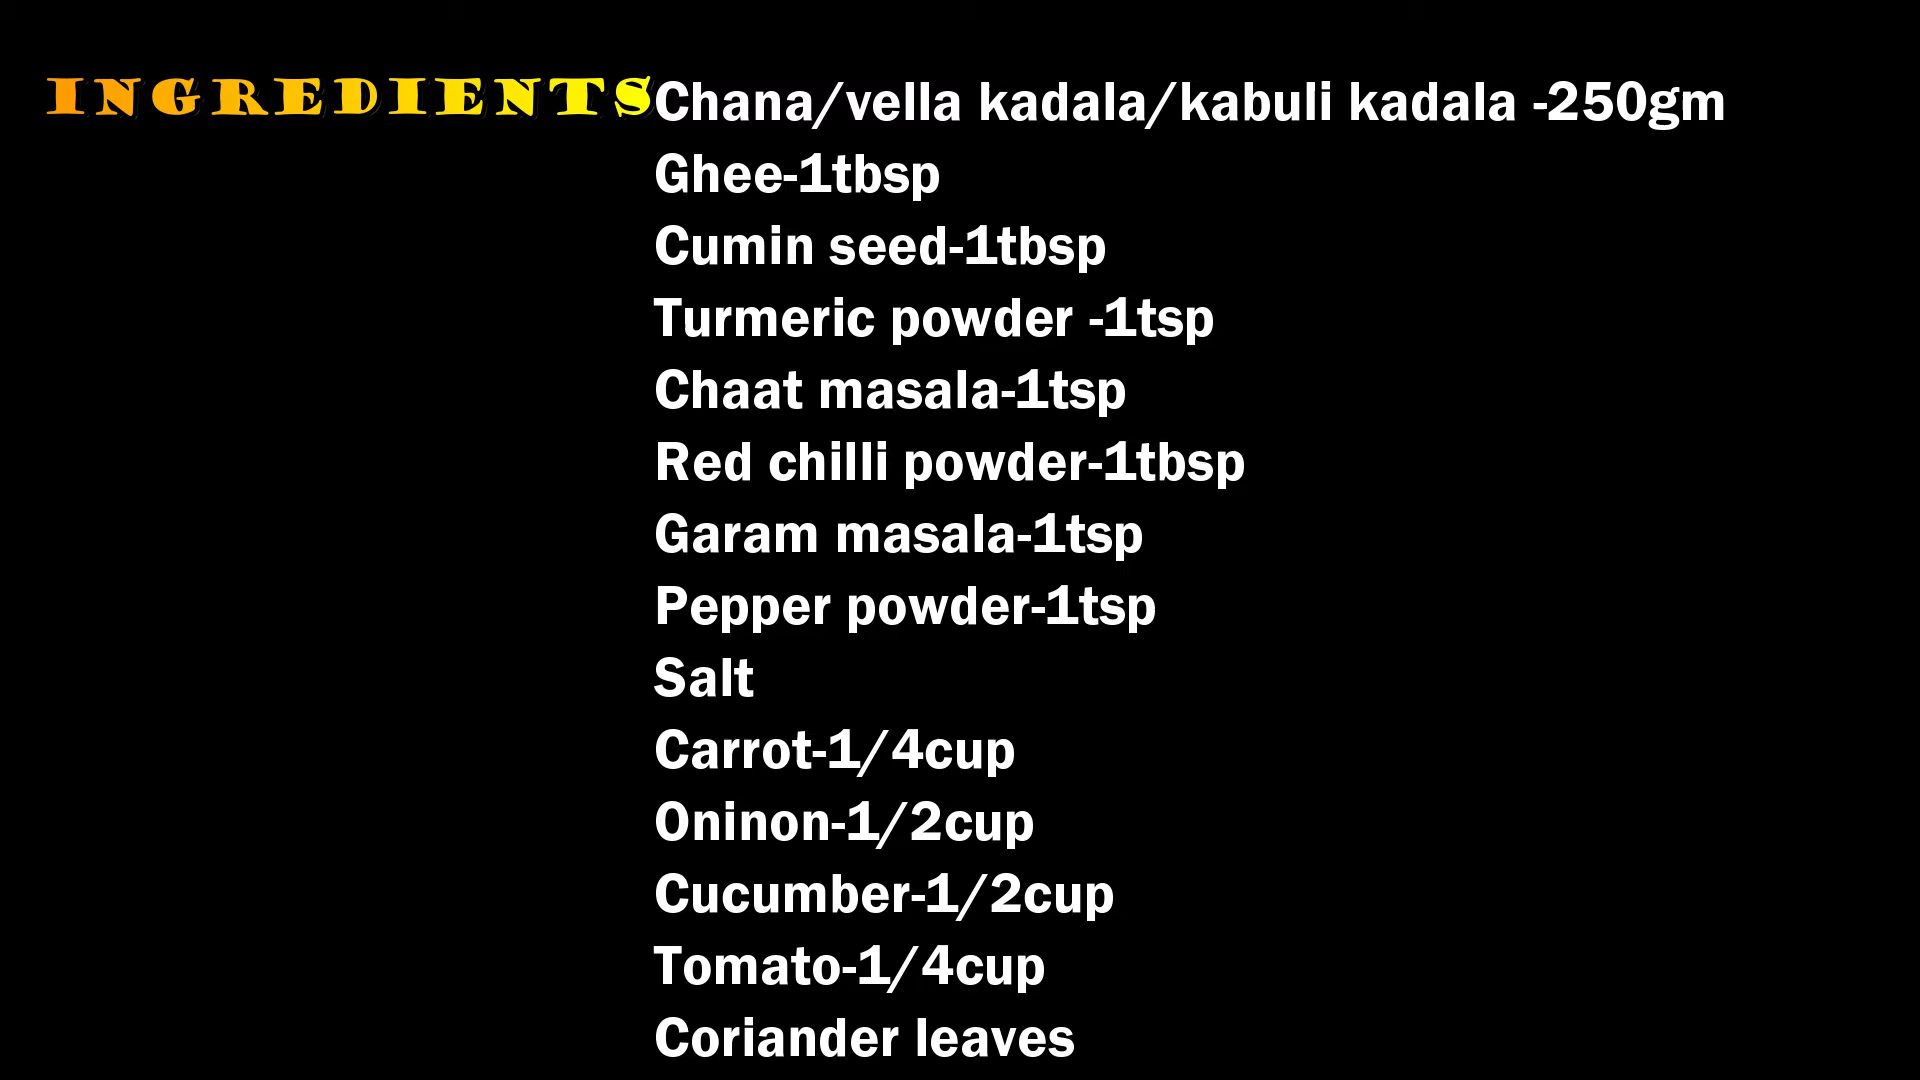 INGREDIENTS
Chana/vella kadala/kabuli kadala -250gm
Ghee-1tbsp
Cumin seed-1tbsp
Turmeric powder -1tsp
Chaat masala-1tsp
Red chilli powder-1tbsp
Garam masala-1tsp
Pepper powder-1tsp
Salt
Carrot-1/4cup
Oninon-1/2cup
Cucumber-1/2cup
Tomato-1/4cup
Coriander leaves